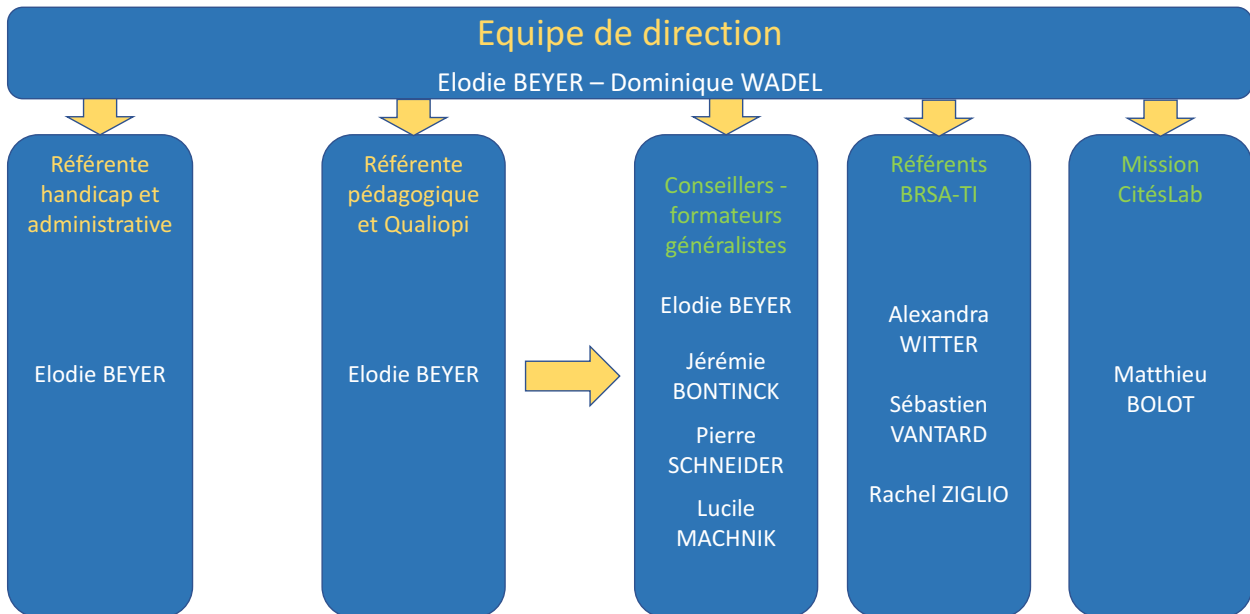 Equipe de direction
Elodie BEYER – Dominique WADEL
Référente
handicap et
administrative
Elodie BEYER
Référente
pédagogique
et Qualiopi
Elodie BEYER
Conseillers -
formateurs
généralistes
Elodie BEYER
Jérémie
BONTINCK
Pierre
SCHNEIDER
Lucile
MACHNIK
Référents
BRSA-TI
Alexandra
WITTER
Sébastien
VANTARD
Rachel ZIGLIO
Mission
CitésLab
Matthieu
BOLOT